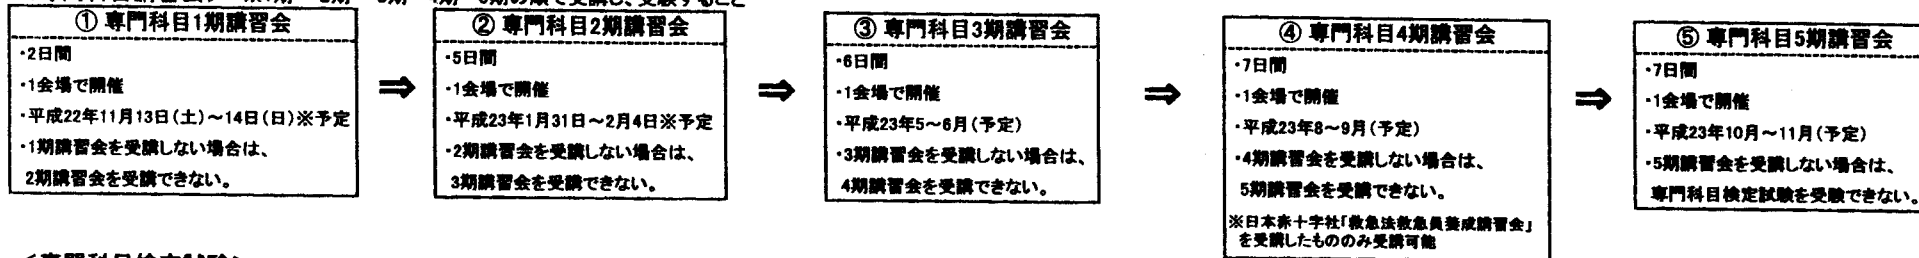 ① 専門科目1期講習会
・2日間
・1会場で開催
・平成22年11月13日(土)~14日(日)※予定
・1期講習会を受講しない場合は、
2期講習会を受講できない。
⇒
② 専門科目2期講習会
・5日間
・1会場で開催
・平成23年1月31日~2月4日※予定
・2期講習会を受講しない場合は、
3期講習会を受講できない。
⇒
③ 専門科目3期講習会
・6日間
・1会場で開催
・平成23年5~6月(予定)
・3期講習会を受講しない場合は、
4期講習会を受講できない。
⇒
④ 専門科目4期講習会
・7日間
・1会場で開催
・平成23年8~9月(予定)
・4期講習会を受講しない場合は、
5期講習会を受講できない。
※日本赤十字社「救急法救急員養成講習会」
を受講したもののみ受講可能
⇒
⑤ 専門科目5期講習会
・7日間
・1会場で開催
・平成23年10月~11月(予定)
・5期講習会を受講しない場合は、
専門科目検定試験を受験できない。